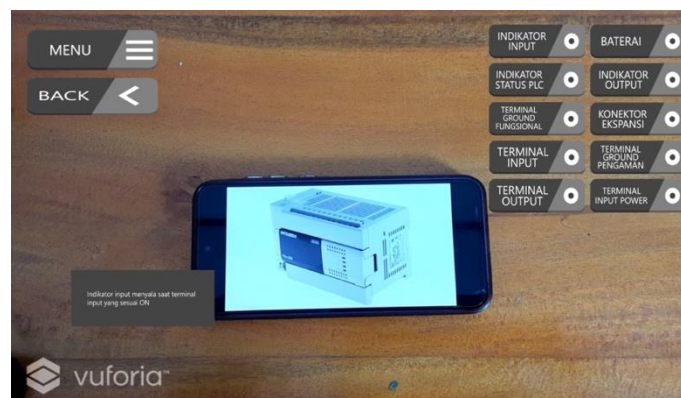 MENU
BACK
INDIKATOR
INPUT
BATERAI
INDIKATOR
STATUS PLC
INDIKATOR
OUTPUT
TERMINAL
GROUND
FUNGSIONAL
KONEKTOR
EKSPANSI
TERMINAL
INPUT
TERMINAL
GROUND
PENGAMAN
TERMINAL
OUTPUT
TERMINAL
INPUT POWER
Indikator input menyala saat terminal
input yang sesuai ON
vuforia